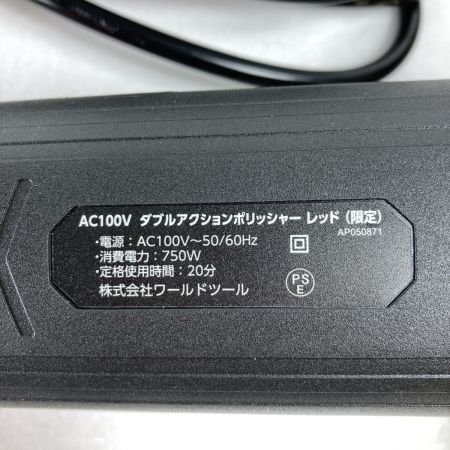 AC100V ダブルアクションポリッシャー レッド（限定）
AP050871
・電源：AC100V～50/60Hz
・消費電力：750W
・定格使用時間：20分
株式会社ワールドツール
PS
E